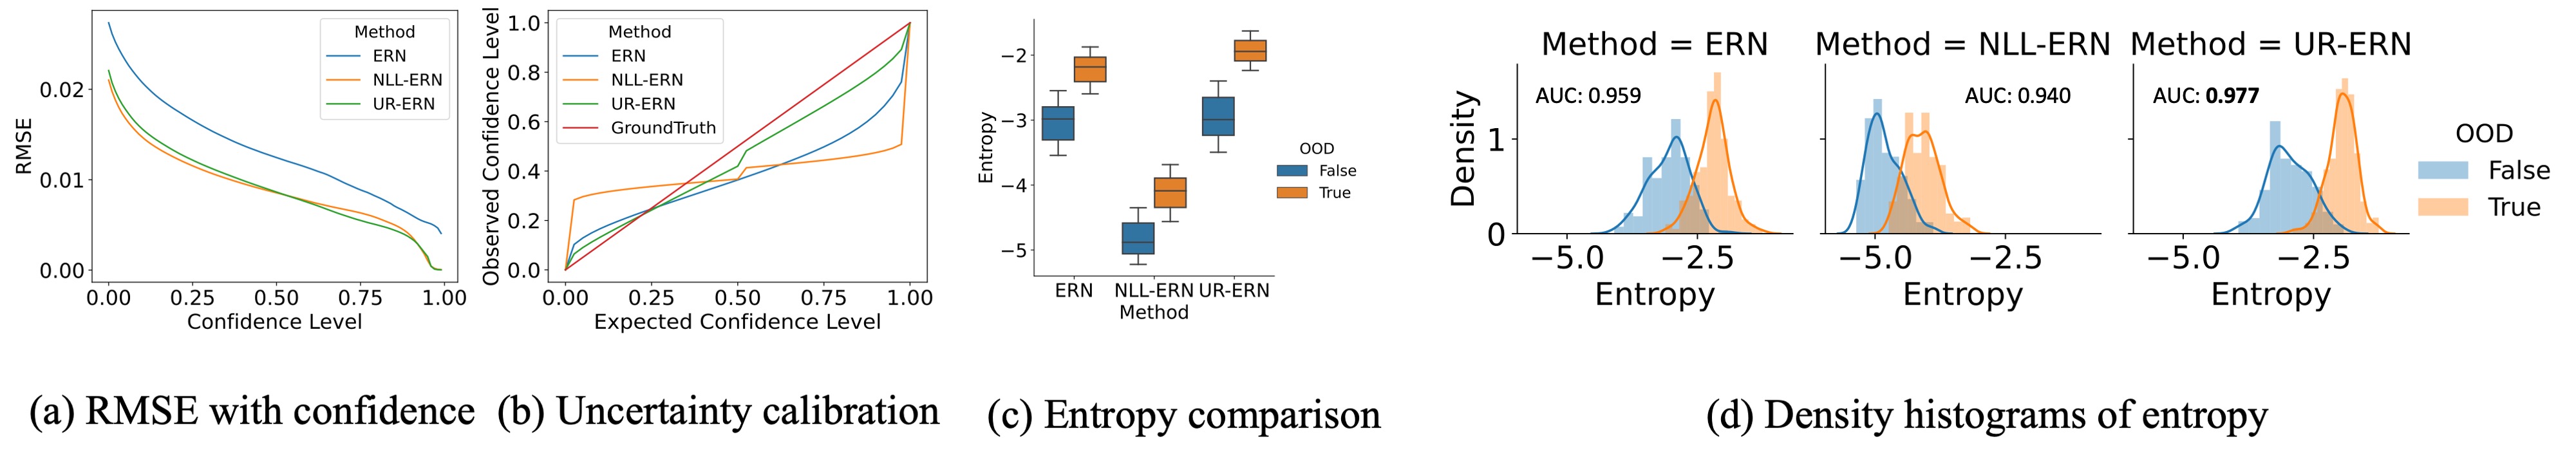 RMSE
0.02
0.01
0.00
0.00 0.25 0.50 0.75 1.00
Confidence Level
Method
ERN
NLL-ERN
UR-ERN
(a) RMSE with confidence
Observed Confidence Level
1.0
0.8
0.6
0.4
0.2
0.0
0.00 0.25 0.50 0.75 1.00
Expected Confidence Level
Method
ERN
NLL-ERN
UR-ERN
GroundTruth
(b) Uncertainty calibration
Entropy
−2
−3
−4
−5
ERN NLL-ERN UR-ERN
Method
OOD
False
True
(c) Entropy comparison
Method = ERN Method = NLL-ERN Method = UR-ERN
AUC: 0.959 AUC: 0.940 AUC: 0.977
Density
1
0
−5.0 −2.5 −5.0 −2.5 −5.0 −2.5
Entropy Entropy Entropy
OOD
False
True
(d) Density histograms of entropy